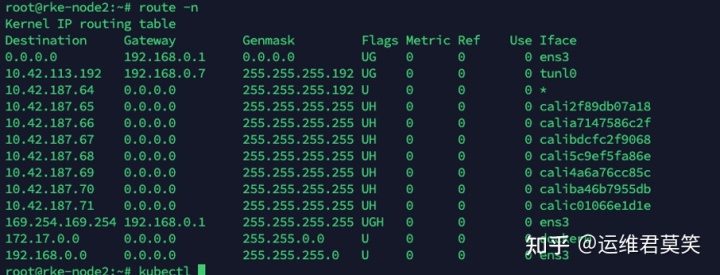 root@rke-node2:~# route -n
Kernel IP routing table
Destination Gateway Genmask Flags Metric Ref Use Iface
0.0.0.0 192.168.0.1 0.0.0.0 UG 0 0 0 ens3
10.42.113.192 192.168.0.7 255.255.255.192 UG 0 0 0 tunl0
10.42.187.64 0.0.0.0 255.255.255.192 U 0 0 0 *
10.42.187.65 0.0.0.0 255.255.255.255 UH 0 0 0 cali2f89db07a18
10.42.187.66 0.0.0.0 255.255.255.255 UH 0 0 0 calia7147586c2f
10.42.187.67 0.0.0.0 255.255.255.255 UH 0 0 0 calibdcfc2f9068
10.42.187.68 0.0.0.0 255.255.255.255 UH 0 0 0 cali5c9ef5fa86e
10.42.187.69 0.0.0.0 255.255.255.255 UH 0 0 0 cali4a6a76cc85c
10.42.187.70 0.0.0.0 255.255.255.255 UH 0 0 0 caliba46b7955db
10.42.187.71 0.0.0.0 255.255.255.255 UH 0 0 0 calic01066e1d1e
169.254.169.254 192.168.0.1 255.255.255.255 UGH 0 0 0 ens3
172.17.0.0 0.0.0.0 255.255.0.0 U 0 0 0
192.168.0.0 0.0.0.0 255.255.255.0 U 0 0 0 ens3
root@rke-node2:~# kubectl
知乎 @运维君莫笑